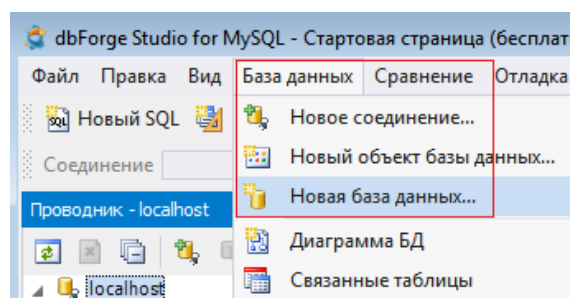 dbForge Studio for MySQL - Стартовая страница (бесплат
Файл Правка Вид База данных Сравнение Отладка
Новый SQL
Новое соединение...
Соединение
Новый объект базы данных...
Проводник - localhost
Новая база данных...
Диаграмма БД
localhost
Связанные таблицы